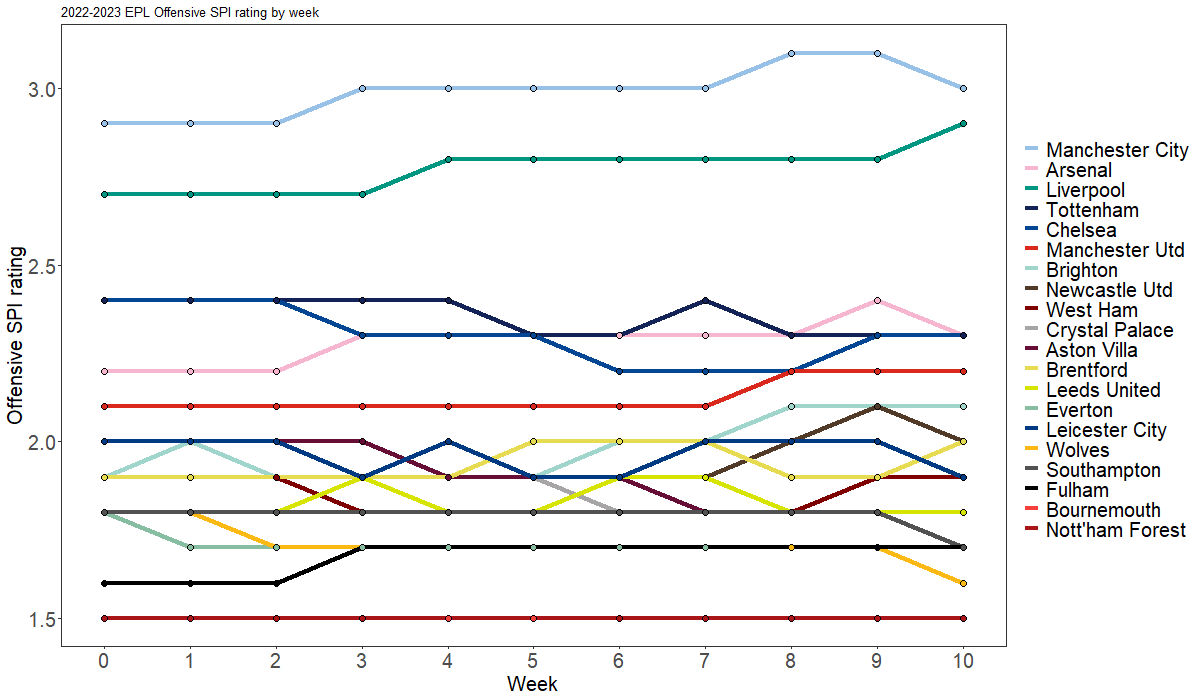 2022-2023 EPL Offensive SPI rating by week
3.0
2.5
2.0
1.5
Offensive SPI rating
0 1 2 3 4 5 6 7 8 9 10
Week
Manchester City
Arsenal
Liverpool
Tottenham
Chelsea
Manchester Utd
Brighton
Newcastle Utd
West Ham
Crystal Palace
Aston Villa
Brentford
Leeds United
Everton
Leicester City
Wolves
Southampton
Fulham
Bournemouth
Nott'ham Forest